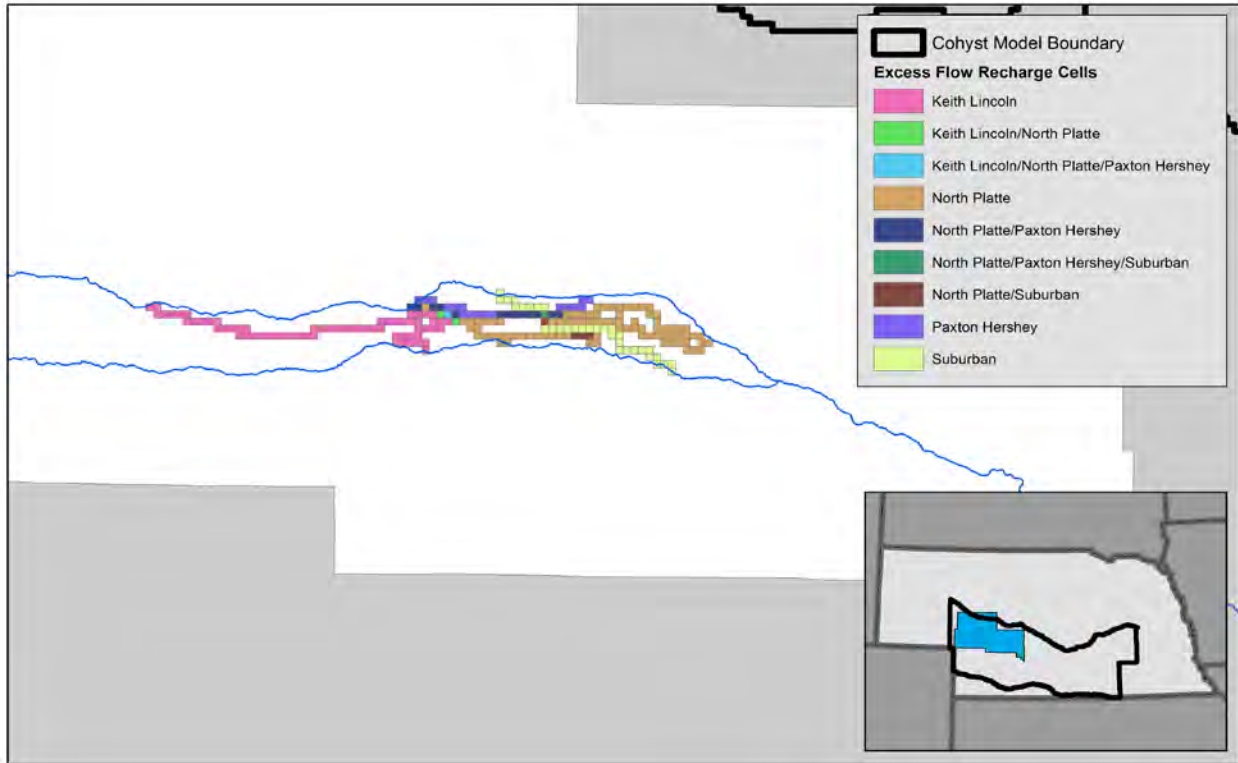 Cohyst Model Boundary
Excess Flow Recharge Cells
Keith Lincoln
Keith Lincoln/North Platte
Keith Lincoln/North Platte/Paxton Hershey
North Platte
North Platte/Paxton Hershey
North Platte/Paxton Hershey/Suburban
North Platte/Suburban
Paxton Hershey
Suburban